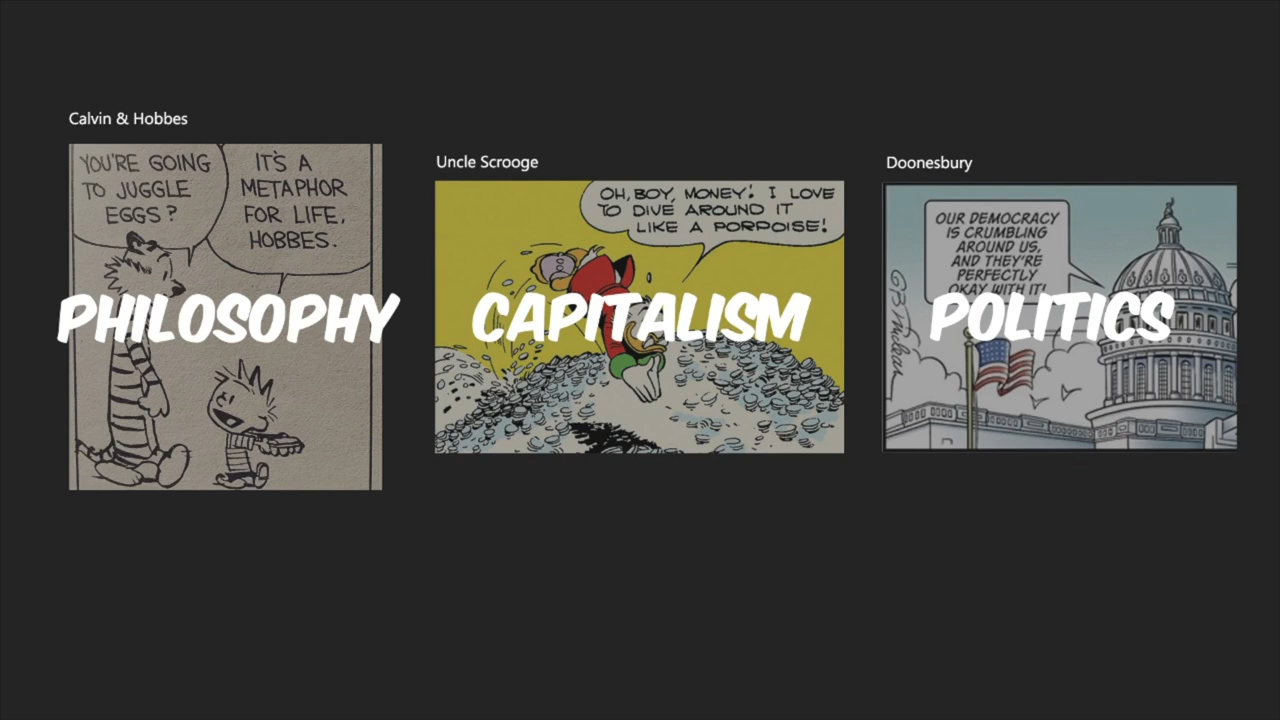 Calvin & Hobbes
YOU'RE GOING
TO JUGGLE
EGGS?
IT'S A
METAPHOR
FOR LIFE,
HOBBES.
PHILOSOPHY
Uncle Scrooge
OH, BOY, MONEY! I LOVE
TO DIVE AROUND IT
LIKE A PORPOISE!
CAPITALISM
Doonesbury
OUR DEMOCRACY
IS CRUMBLING
AROUND US,
AND THEY'RE
PERFECTLY
OKAY WITH IT!
POLITICS